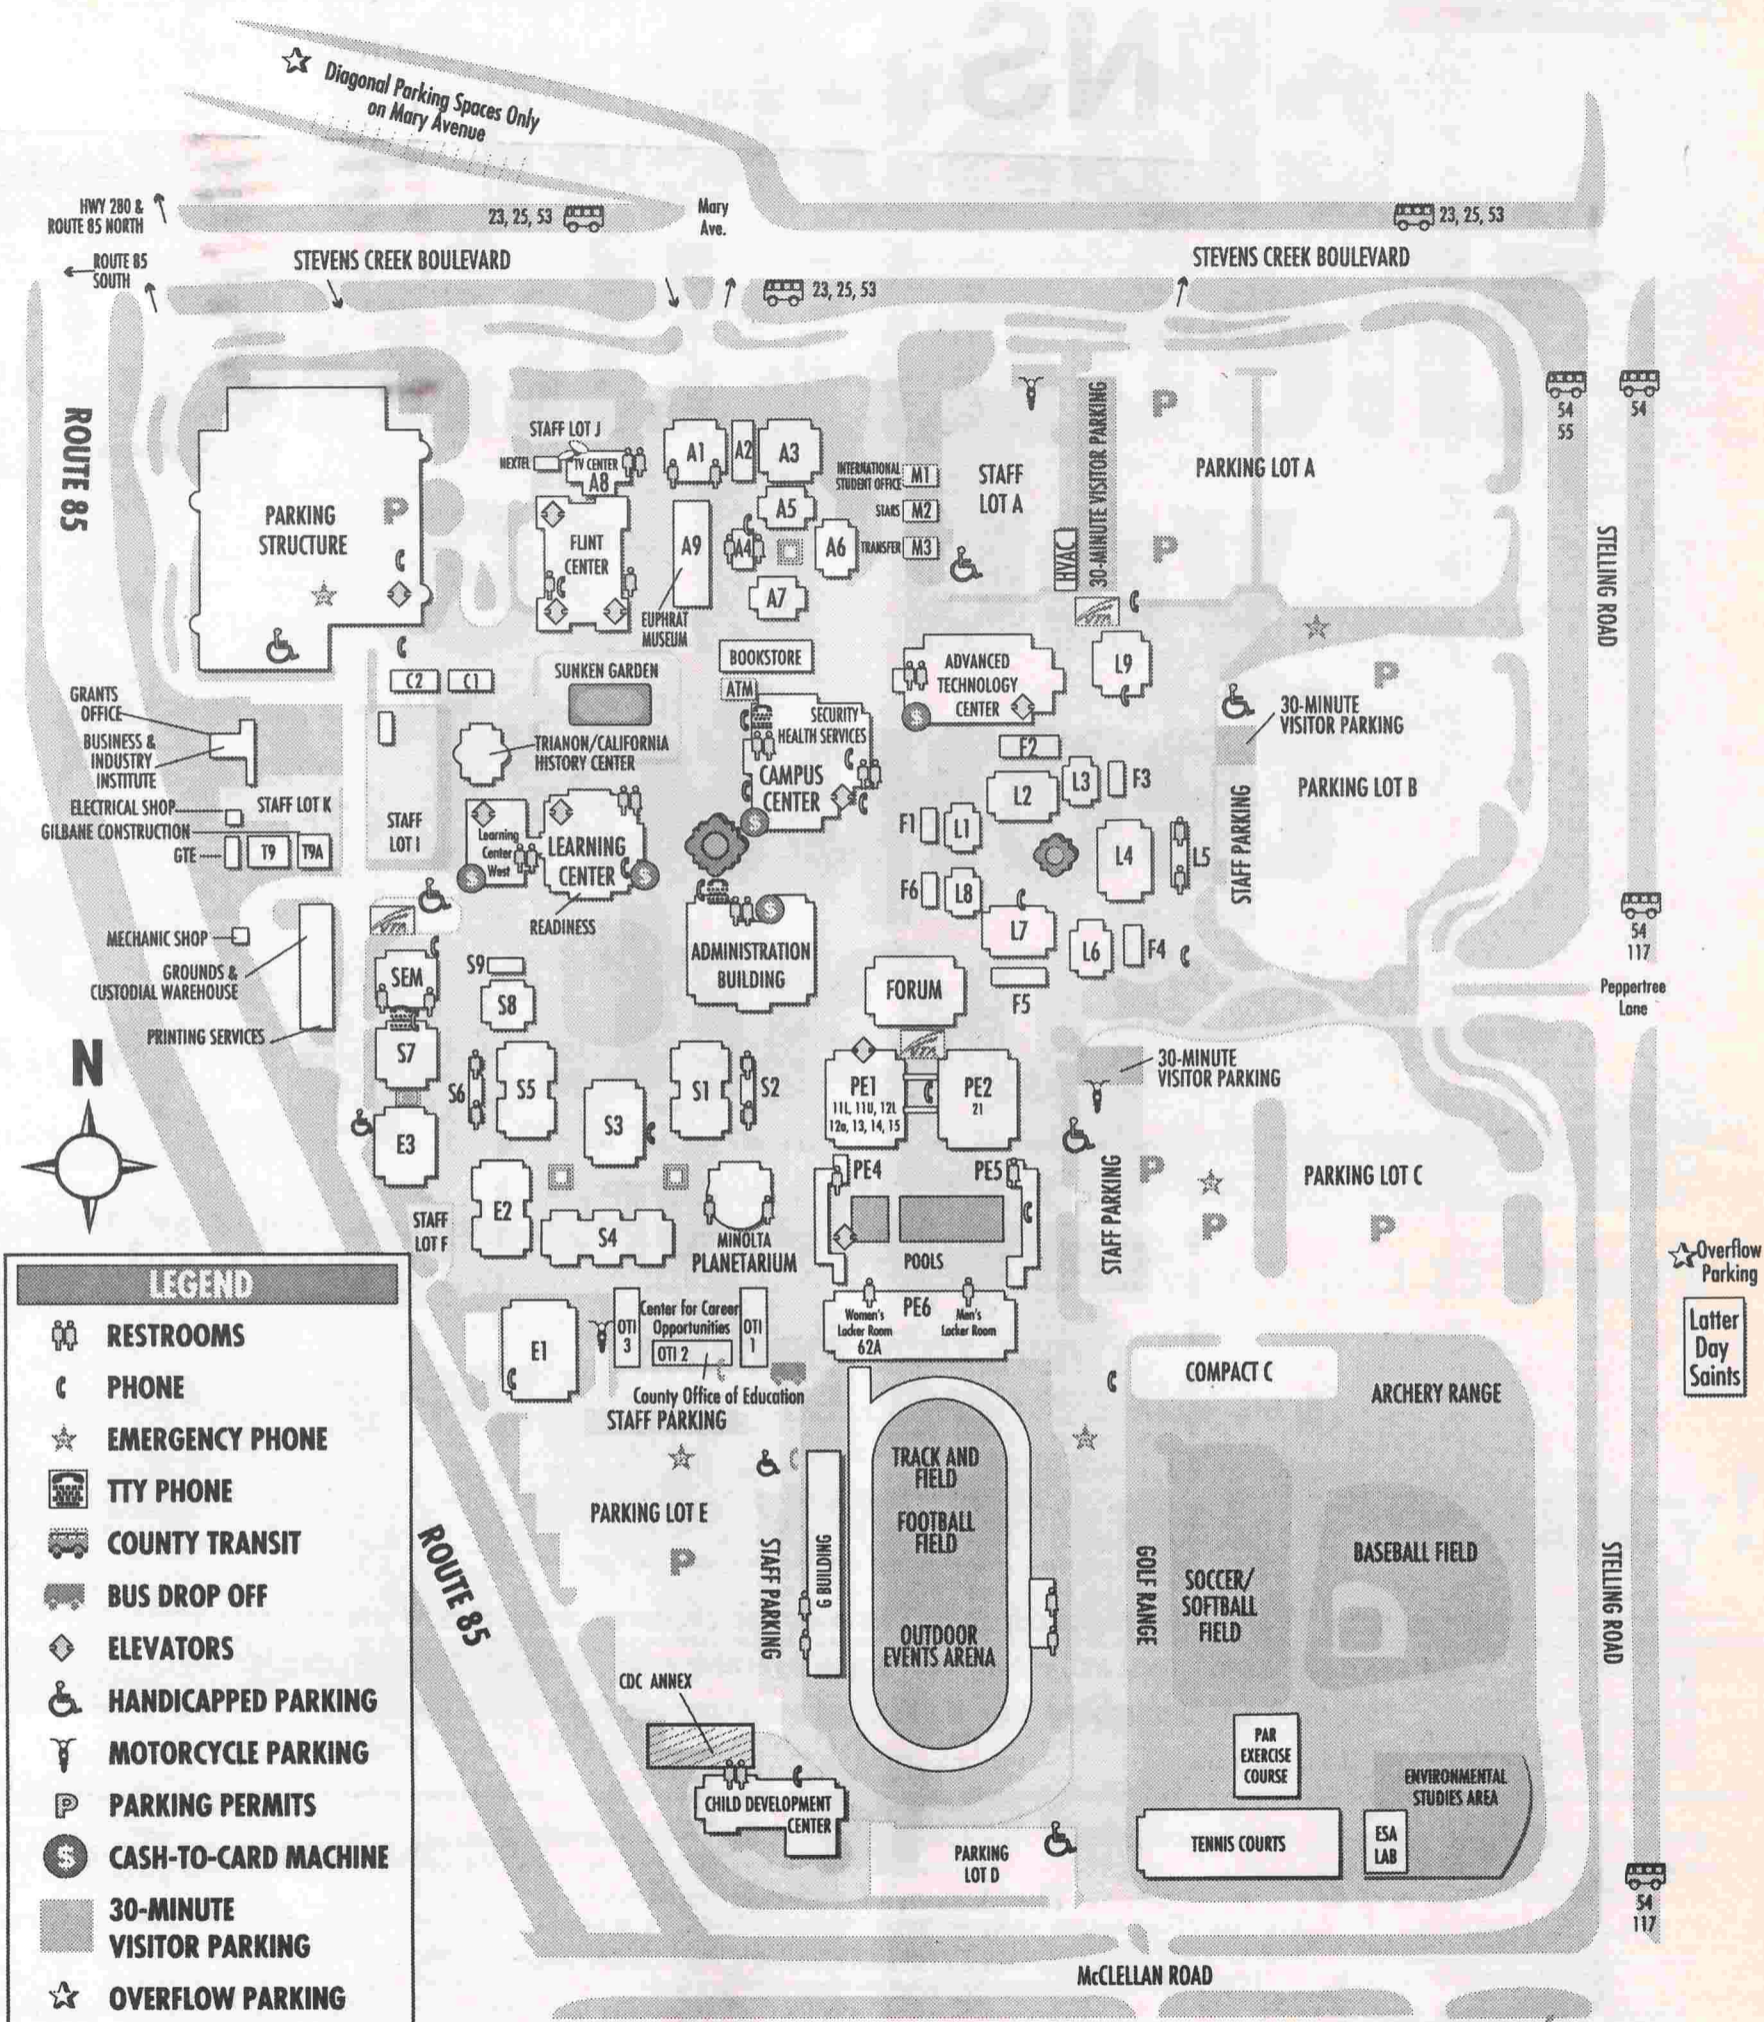 Diagonal Parking Spaces Only
on Mary Avenue
HWY 280 &
ROUTE 85 NORTH
23, 25, 53
Mary
Ave.
23, 25, 53
ROUTE 85
SOUTH
STEVENS CREEK BOULEVARD
STEVENS CREEK BOULEVARD
23, 25, 53
54
55
54
ROUTE 85
PARKING
STRUCTURE
P
STAFF LOT J
NEXTEL
TV CENTER
A8
FLINT
CENTER
A1
A2
A3
A5
A4
A6
A7
A9
EUPHRAT
MUSEUM
INTERNATIONAL
STUDENT OFFICE
M1
STARS
M2
TRANSFER
M3
STAFF
LOT A
HVAC
30-MINUTE VISITOR PARKING
P
P
PARKING LOT A
STELLING ROAD
BOOKSTORE
ATM
SECURITY
HEALTH SERVICES
CAMPUS
CENTER
$
ADVANCED
TECHNOLOGY
CENTER
$
L9
P
30-MINUTE
VISITOR PARKING
PARKING LOT B
STAFF PARKING
C2
C1
SUNKEN GARDEN
TRIANON/CALIFORNIA
HISTORY CENTER
GRANTS
OFFICE
BUSINESS &
INDUSTRY
INSTITUTE
ELECTRICAL SHOP
STAFF LOT K
GILBANE CONSTRUCTION
GTE
T9
T9A
STAFF
LOT I
Learning
Center
West
$
LEARNING
CENTER
$
READINESS
F2
L2
L3
F3
F1
L1
L4
L5
F6
L8
L7
L6
F4
F5
54
117
Peppertree
Lane
MECHANIC SHOP
GROUNDS &
CUSTODIAL WAREHOUSE
PRINTING SERVICES
SEM
S9
S8
$
ADMINISTRATION
BUILDING
FORUM
N
S7
S6
S5
S3
S1
S2
E3
PE1
11L, 11U, 12L
12a, 13, 14, 15
PE2
21
30-MINUTE
VISITOR PARKING
STAFF PARKING
P
P
P
PARKING LOT C
PE4
PE5
POOLS
STAFF
LOT F
E2
S4
MINOLTA
PLANETARIUM
Overflow
Parking
Latter
Day
Saints
E1
OTI
3
Center for Career
Opportunities
OTI 2
OTI
1
County Office of Education
STAFF PARKING
PE6
Women's
Locker Room
62A
Men's
Locker Room
COMPACT C
ARCHERY RANGE
TRACK AND
FIELD
FOOTBALL
FIELD
OUTDOOR
EVENTS ARENA
PARKING LOT E
P
STAFF PARKING
G BUILDING
ROUTE 85
GOLF RANGE
SOCCER/
SOFTBALL
FIELD
BASEBALL FIELD
STELLING ROAD
CDC ANNEX
CHILD DEVELOPMENT
CENTER
PARKING
LOT D
PAR
EXERCISE
COURSE
TENNIS COURTS
ENVIRONMENTAL
STUDIES AREA
ESA
LAB
54
117
McCLELLAN ROAD
LEGEND
RESTROOMS
PHONE
EMERGENCY PHONE
TTY PHONE
COUNTY TRANSIT
BUS DROP OFF
ELEVATORS
HANDICAPPED PARKING
MOTORCYCLE PARKING
P PARKING PERMITS
$ CASH-TO-CARD MACHINE
30-MINUTE
VISITOR PARKING
OVERFLOW PARKING